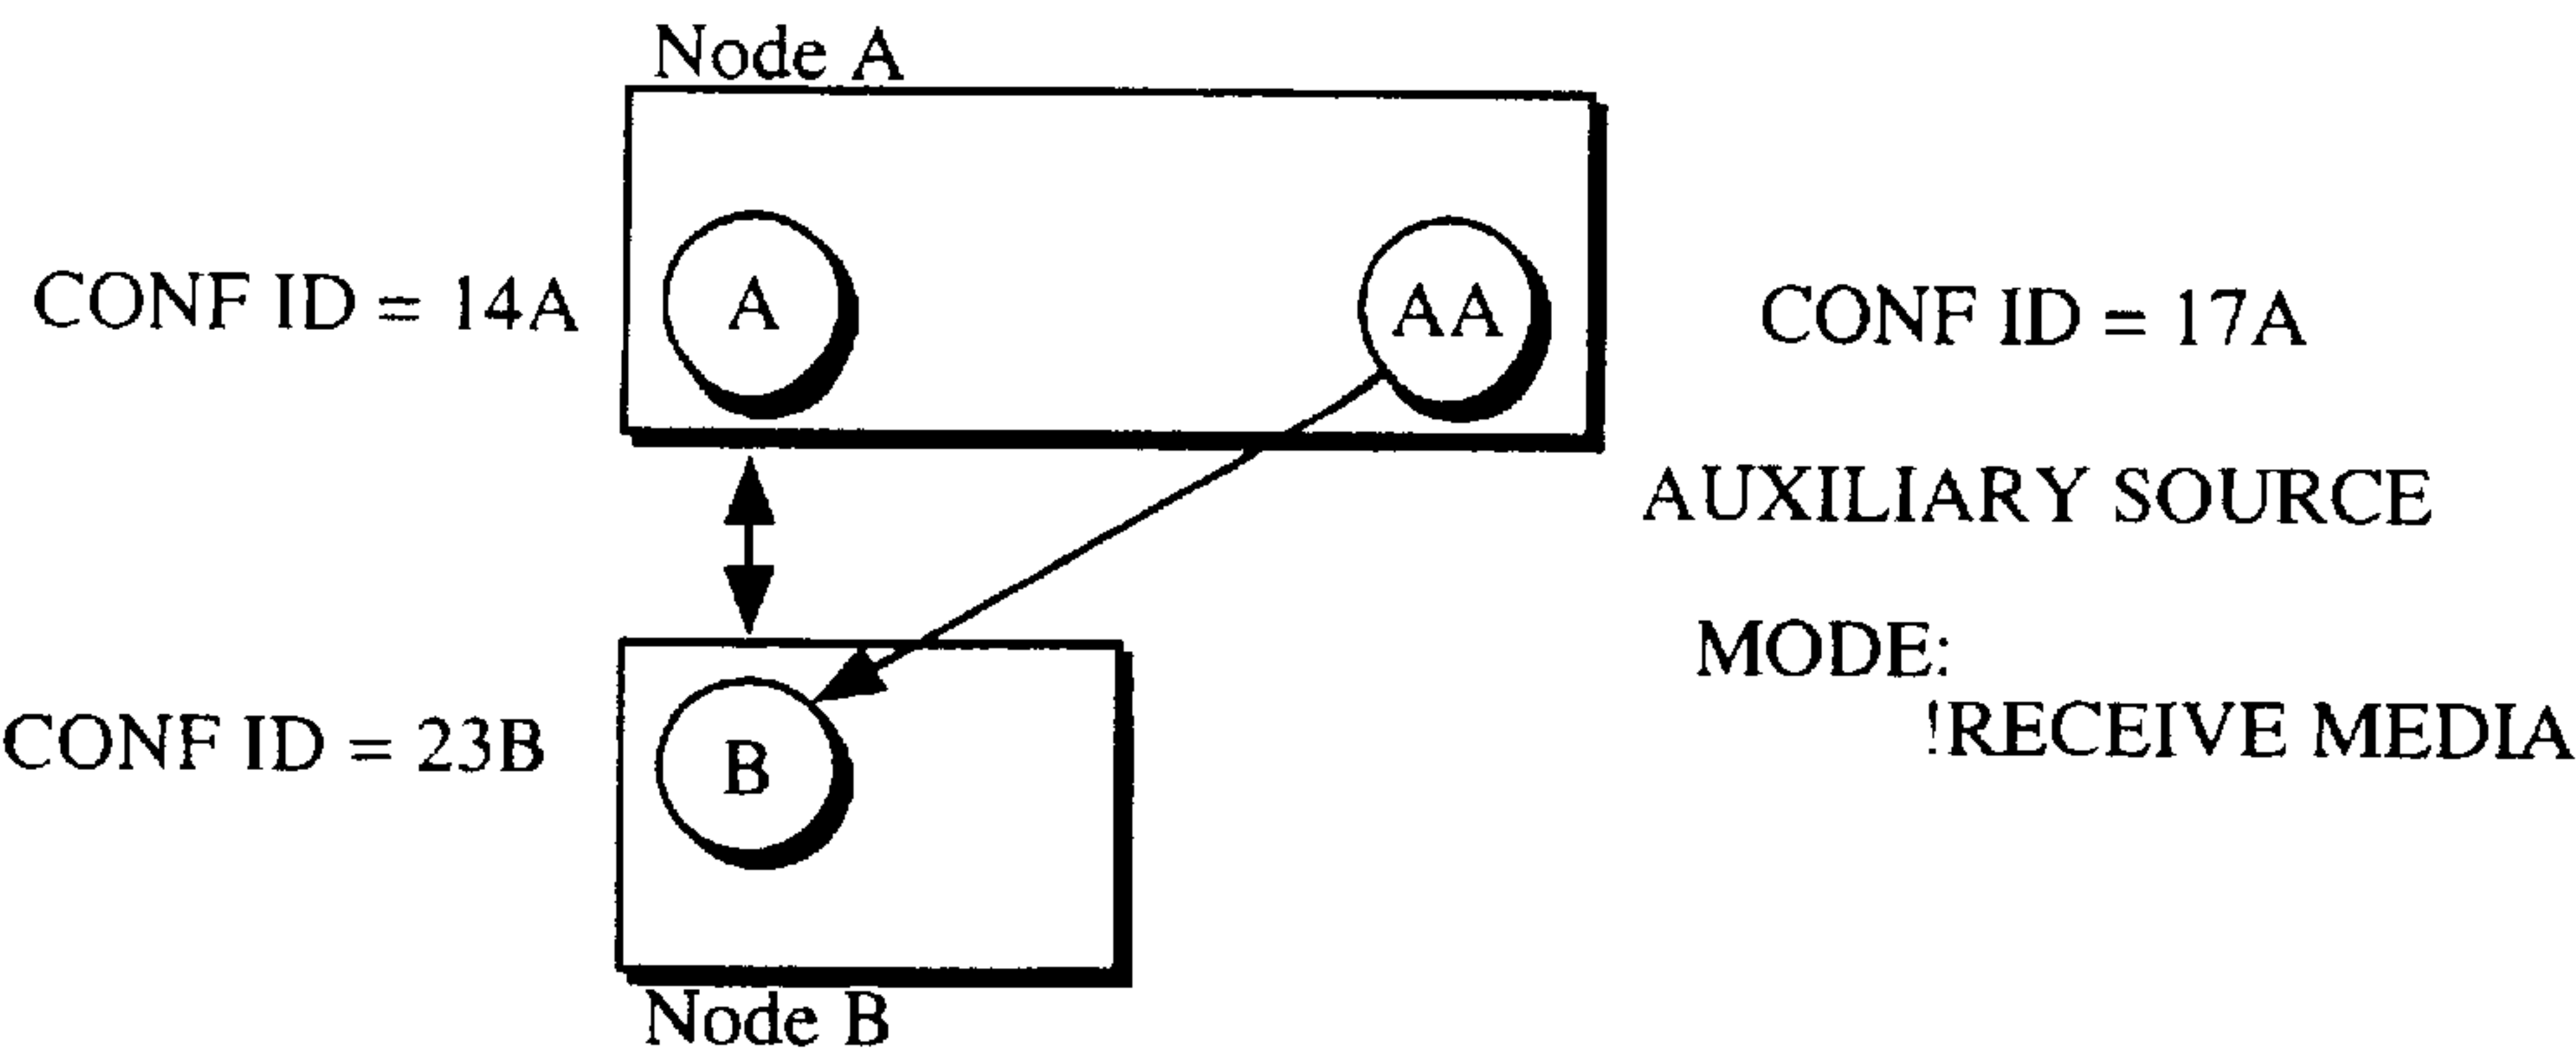 Node A
CONF ID = 14A
A
AA
CONF ID = 17A
AUXILIARY SOURCE
MODE:
!RECEIVE MEDIA
CONF ID = 23B
B
Node B